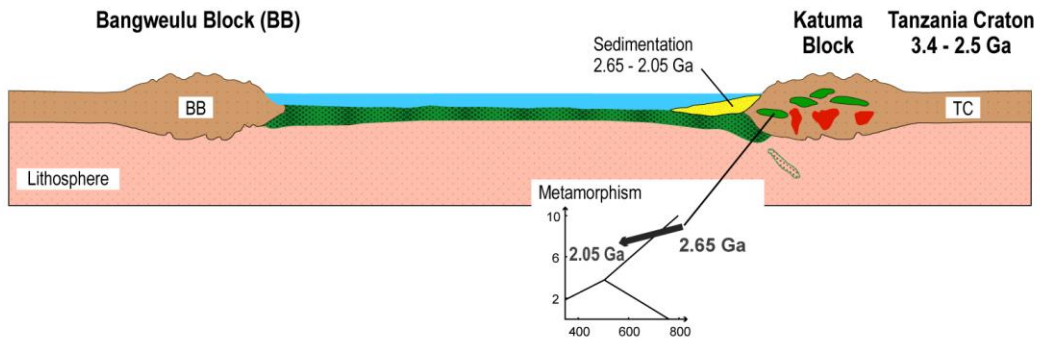 Bangweulu Block (BB)
Katuma
Block
Tanzania Craton
3.4 - 2.5 Ga
Sedimentation
2.65 - 2.05 Ga
BB
TC
Lithosphere
Metamorphism
10
6
2
2.05 Ga
2.65 Ga
400 600 800